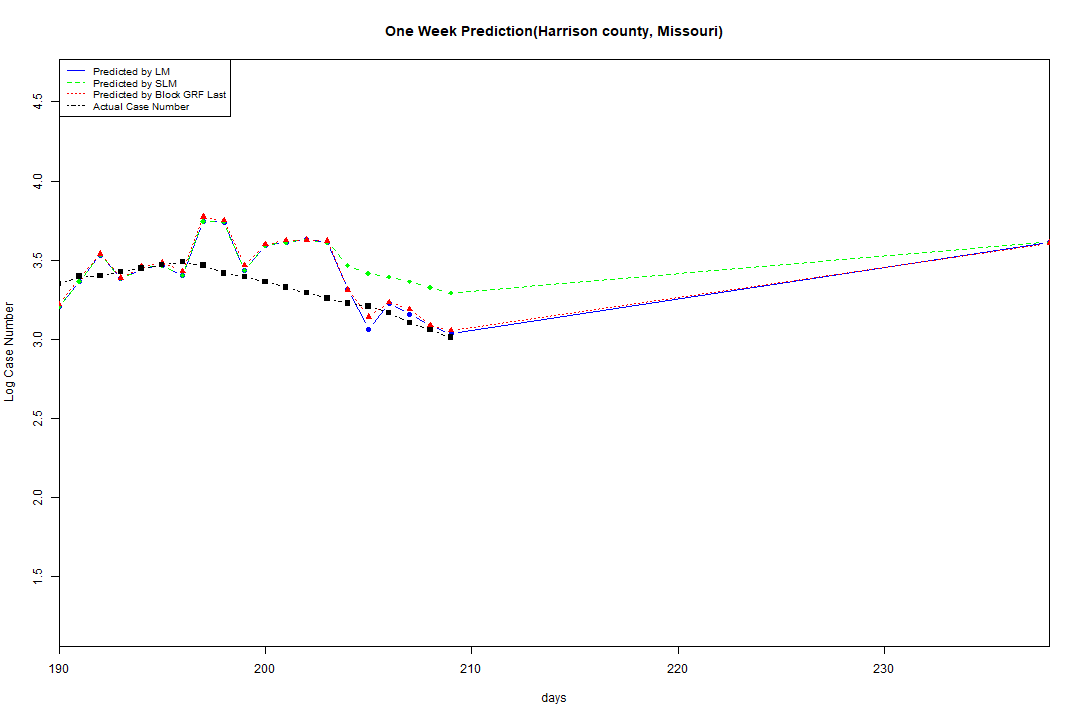 One Week Prediction(Harrison county, Missouri)
Predicted by LM
Predicted by SLM
Predicted by Block GRF Last
Actual Case Number
4.5
4.0
3.5
3.0
2.5
2.0
1.5
Log Case Number
190 200 210 220 230
days